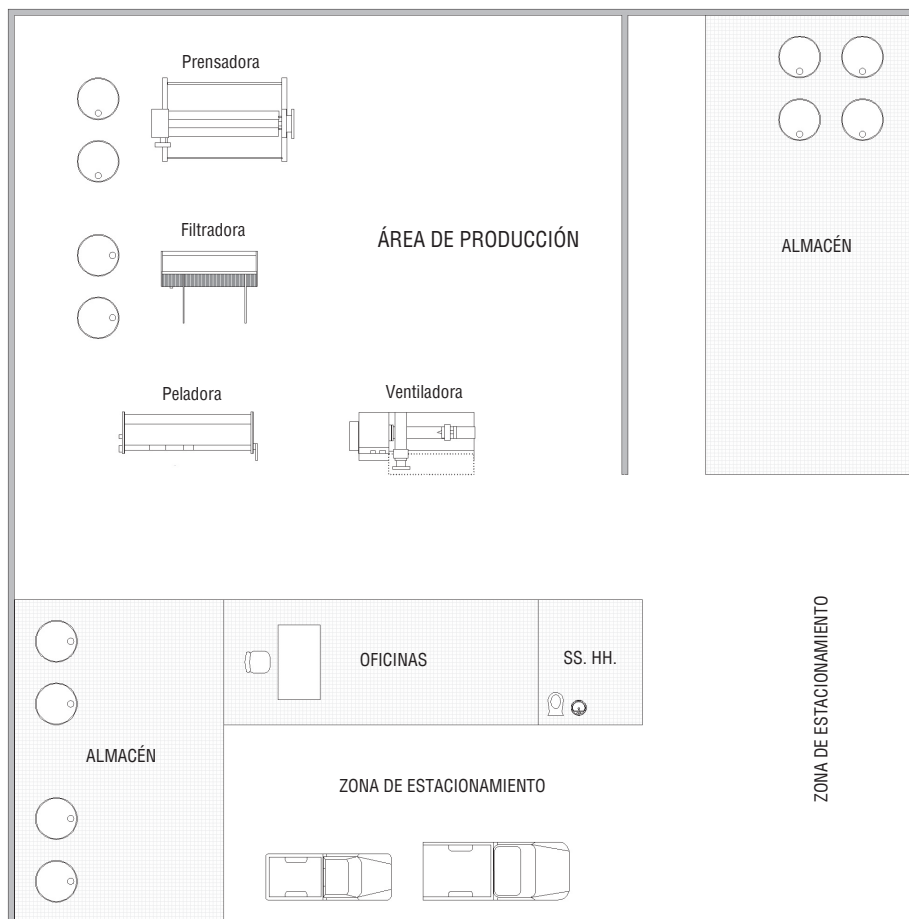 Prensadora
Filtradora
ÁREA DE PRODUCCIÓN
ALMACÉN
Peladora
Ventiladora
OFICINAS
SS. HH.
ZONA DE ESTACIONAMIENTO
ALMACÉN
ZONA DE ESTACIONAMIENTO